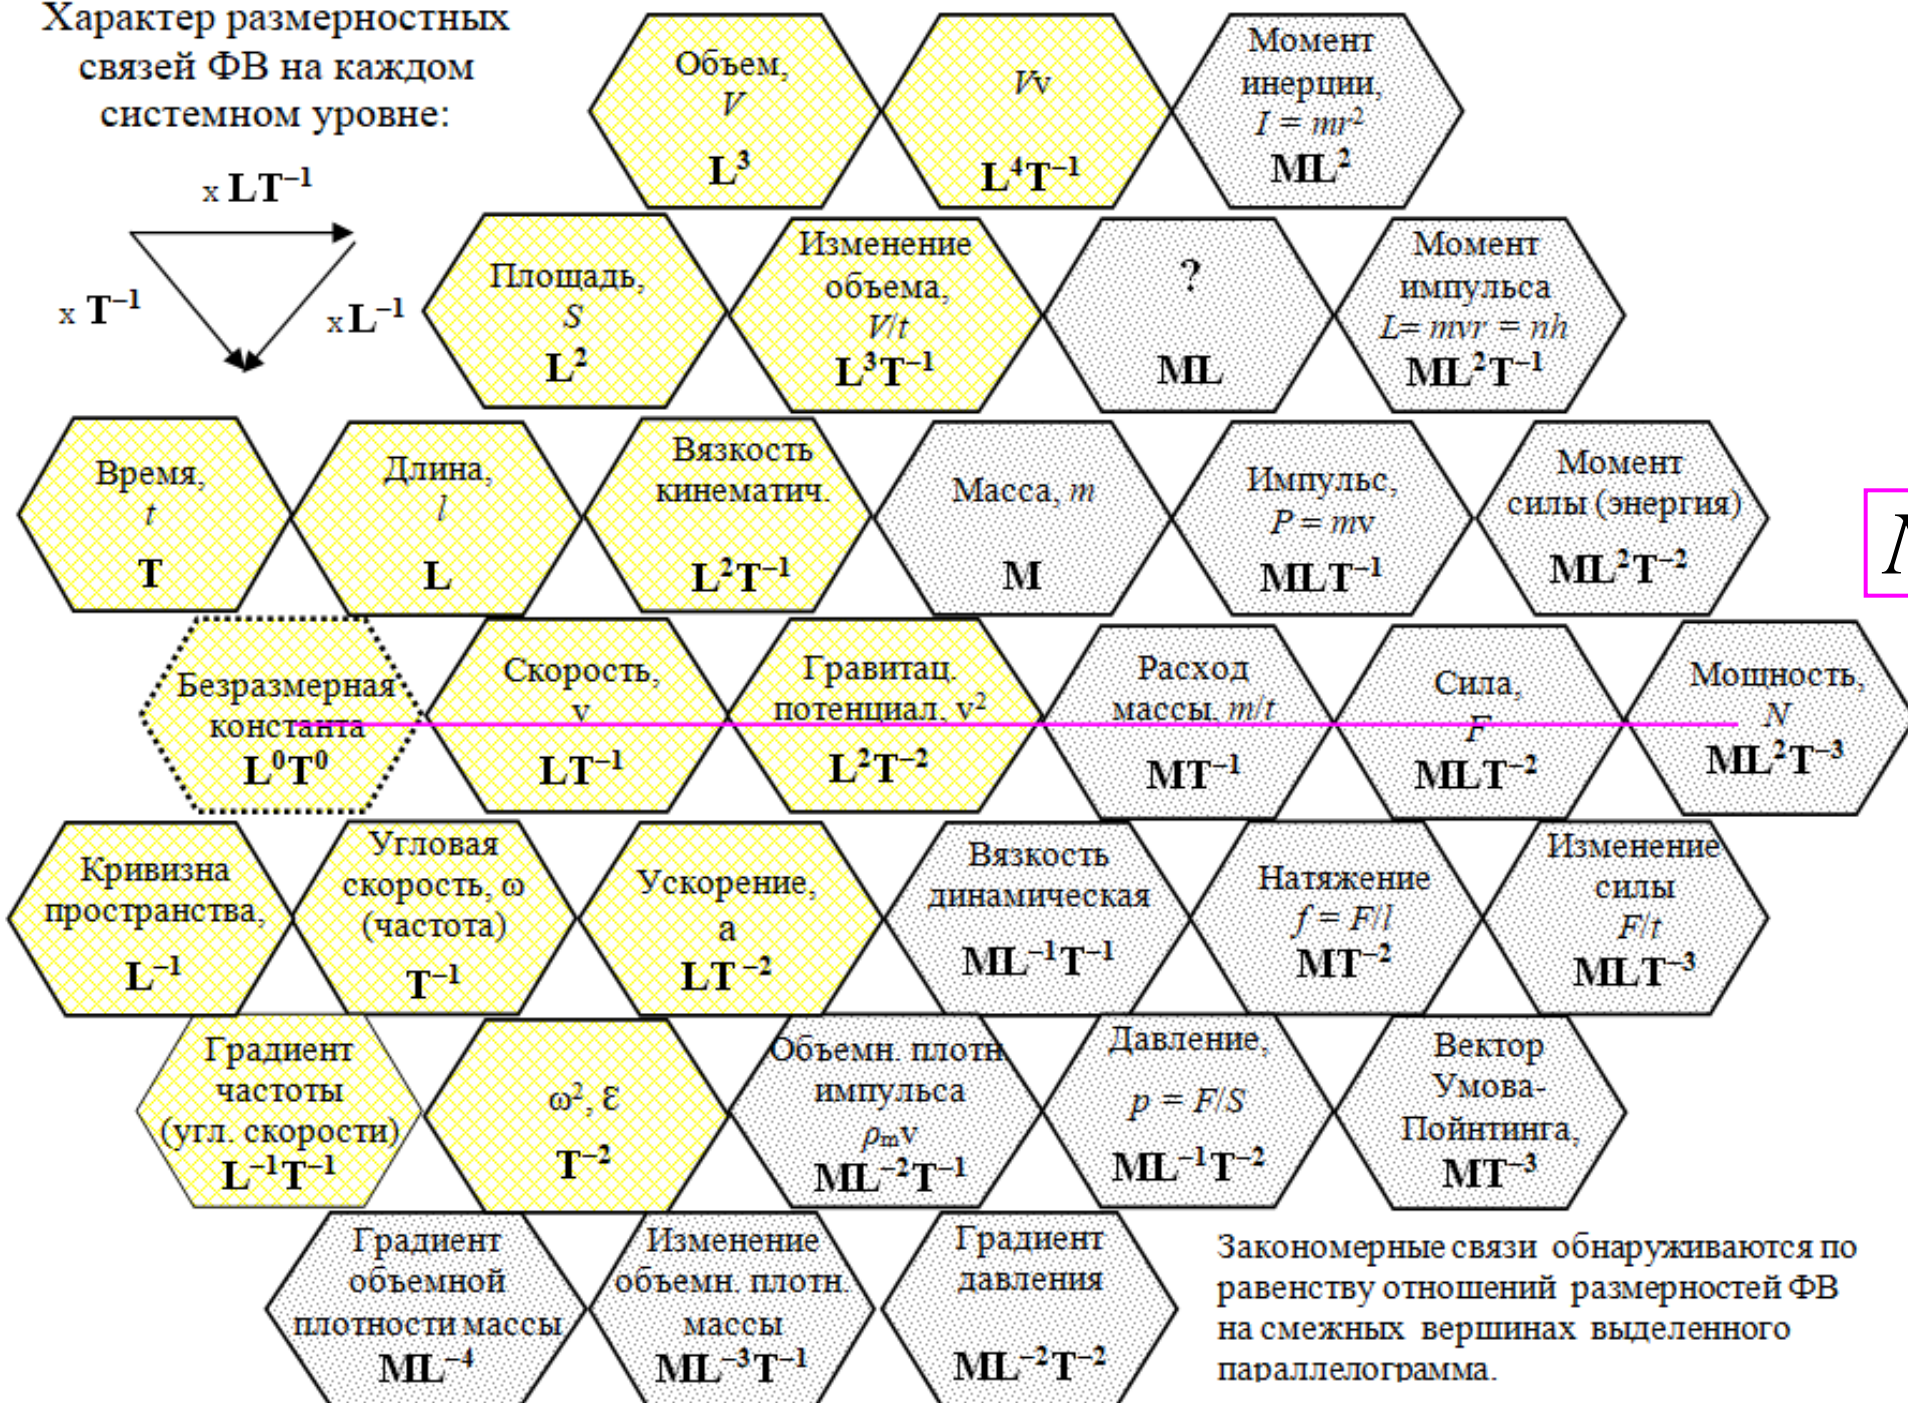 Характер размерностных
связей ФВ на каждом
системном уровне:
x LT⁻¹
x T⁻¹
x L⁻¹
Объем,
V
L³
Vv
L⁴T⁻¹
Момент
инерции,
I = mr²
ML²
Площадь,
S
L²
Изменение
объема,
V/t
L³T⁻¹
?
ML
Момент
импульса
L= mvr = nh
ML²T⁻¹
Время,
t
T
Длина,
l
L
Вязкость
кинематич.
L²T⁻¹
Масса, m
M
Импульс,
P = mv
MLT⁻¹
Момент
силы (энергия)
ML²T⁻²
Безразмерная
константа
L⁰T⁰
Скорость,
v
LT⁻¹
Гравитац.
потенциал, v²
L²T⁻²
Расход
массы, m/t
MT⁻¹
Сила,
F
MLT⁻²
Мощность,
N
ML²T⁻³
Кривизна
пространства,
L⁻¹
Угловая
скорость, ω
(частота)
T⁻¹
Ускорение,
a
LT⁻²
Вязкость
динамическая
ML⁻¹T⁻¹
Натяжение
f = F/l
MT⁻²
Изменение
силы
F/t
MLT⁻³
Градиент
частоты
(угл. скорости)
L⁻¹T⁻¹
ω², Ɛ
T⁻²
Объемн. плотн
импульса
ρₘv
ML⁻²T⁻¹
Давление,
p = F/S
ML⁻¹T⁻²
Вектор
Умова-
Пойнтинга,
MT⁻³
Градиент
объемной
плотности массы
ML⁻⁴
Изменение
объемн. плотн.
массы
ML⁻³T⁻¹
Градиент
давления
ML⁻²T⁻²
Закономерные связи обнаруживаются по
равенству отношений размерностей ФВ
на смежных вершинах выделенного
параллелограмма.